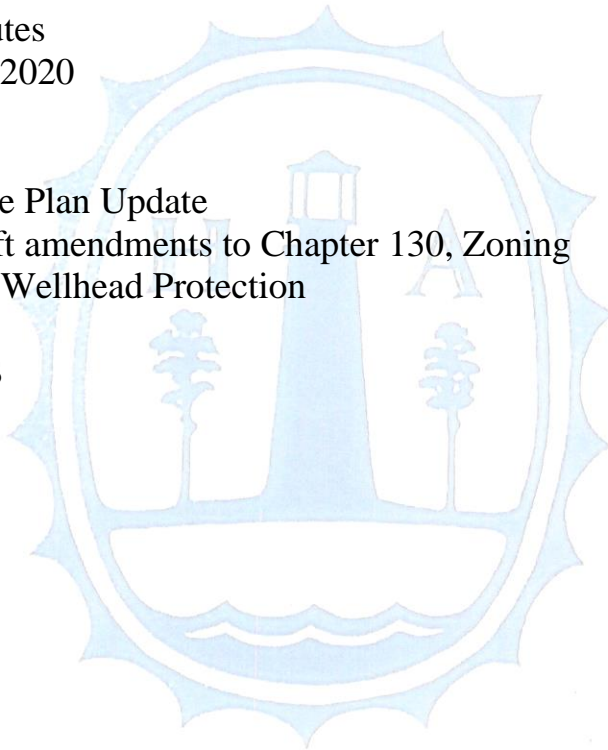 utes
2020
e Plan Update
ft amendments to Chapter 130, Zoning
Wellhead Protection
A